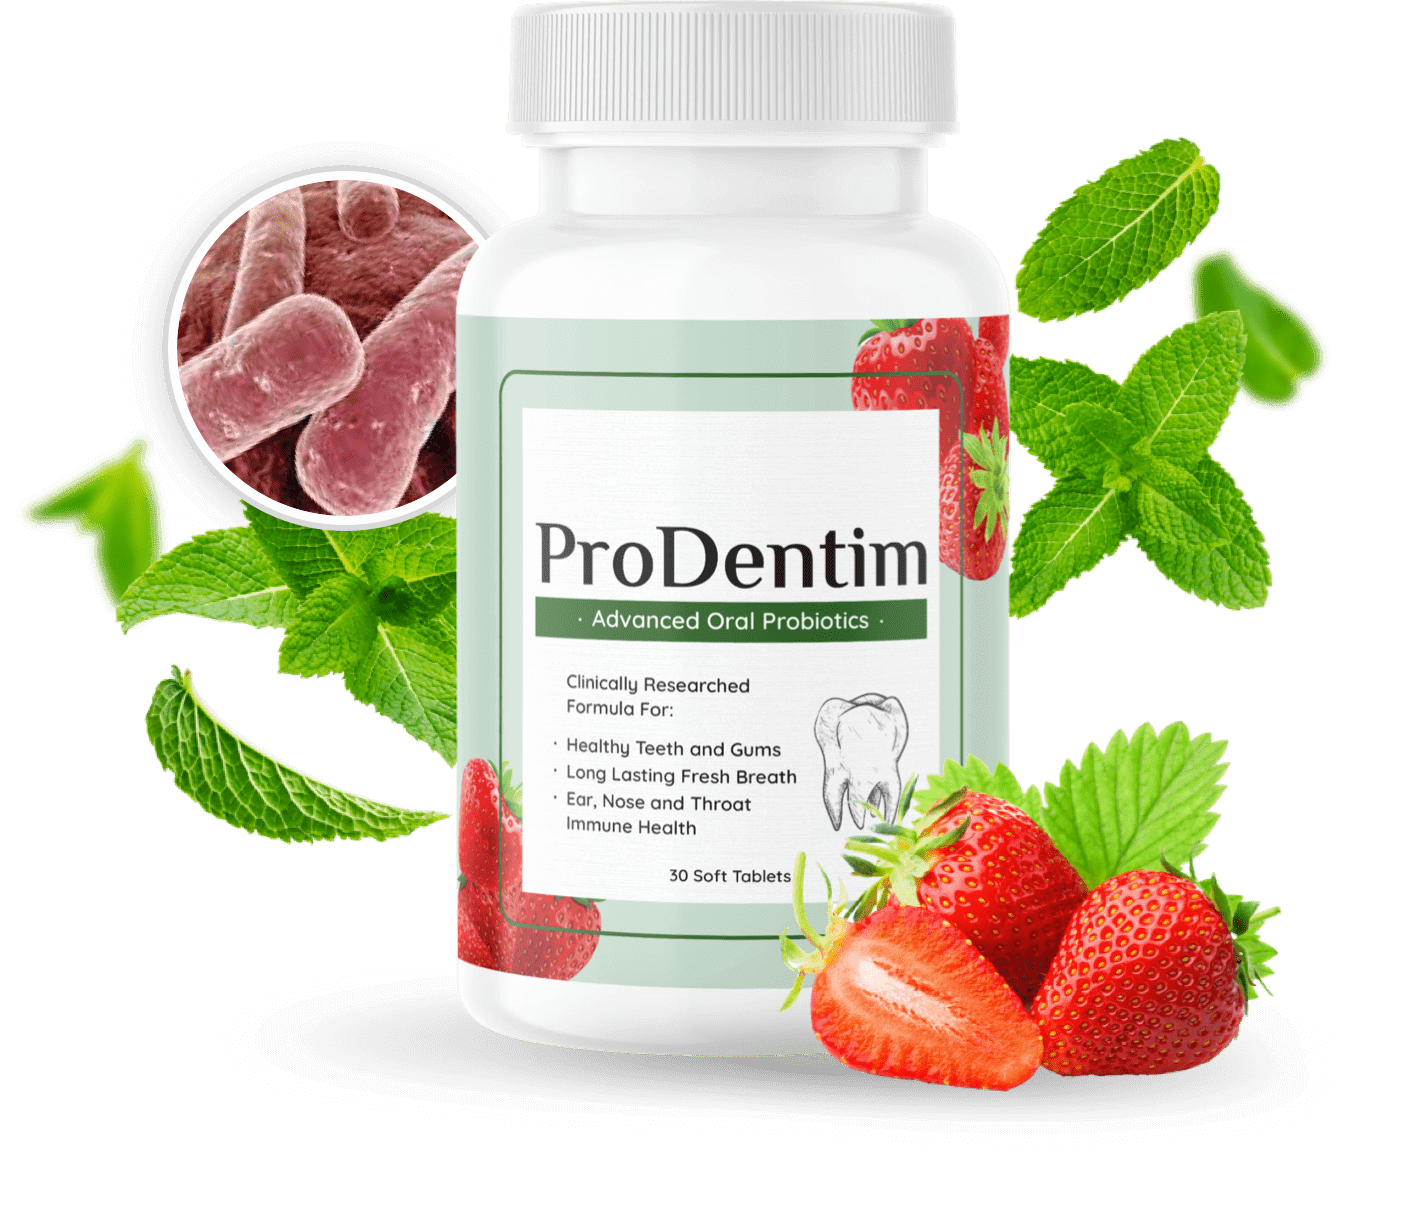 ProDentim
· Advanced Oral Probiotics ·
Clinically Researched
Formula For:
· Healthy Teeth and Gums
· Long Lasting Fresh Breath
· Ear, Nose and Throat
Immune Health
30 Soft Tablets